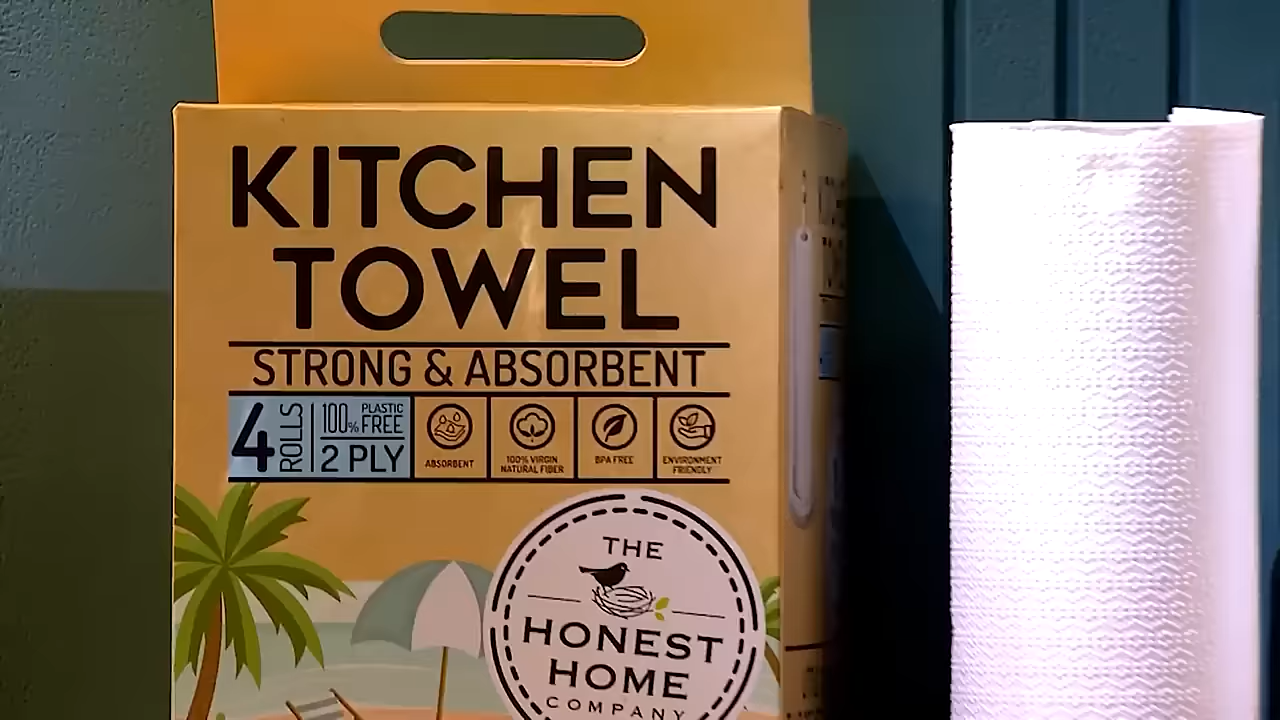 KITCHEN
TOWEL
STRONG & ABSORBENT
4 ROLLS
100% PLASTIC FREE
2 PLY
ABSORBENT
100% VIRGIN
NATURAL FIBER
BPA FREE
ENVIRONMENT
FRIENDLY
THE
HONEST
HOME
COMPANY